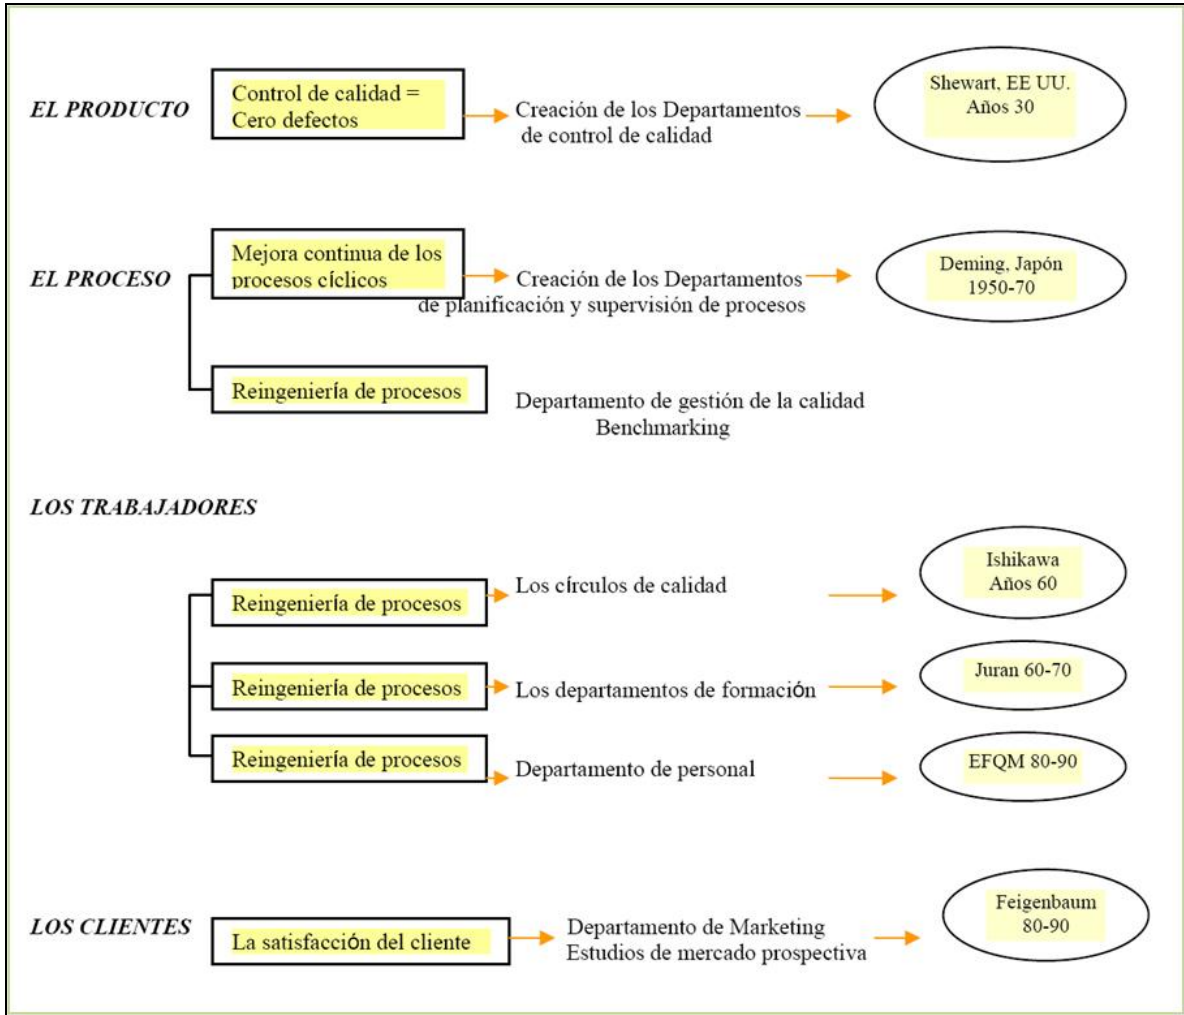 EL PRODUCTO
Control de calidad =
Cero defectos
Creación de los Departamentos
de control de calidad
Shewart, EE UU.
Años 30
EL PROCESO
Mejora continua de los
procesos cíclicos
Creación de los Departamentos
de planificación y supervisión de procesos
Deming, Japón
1950-70
Reingeniería de procesos
Departamento de gestión de la calidad
Benchmarking
LOS TRABAJADORES
Reingeniería de procesos
Los círculos de calidad
Ishikawa
Años 60
Reingeniería de procesos
Los departamentos de formación
Juran 60-70
Reingeniería de procesos
Departamento de personal
EFQM 80-90
LOS CLIENTES
La satisfacción del cliente
Departamento de Marketing
Estudios de mercado prospectiva
Feigenbaum
80-90